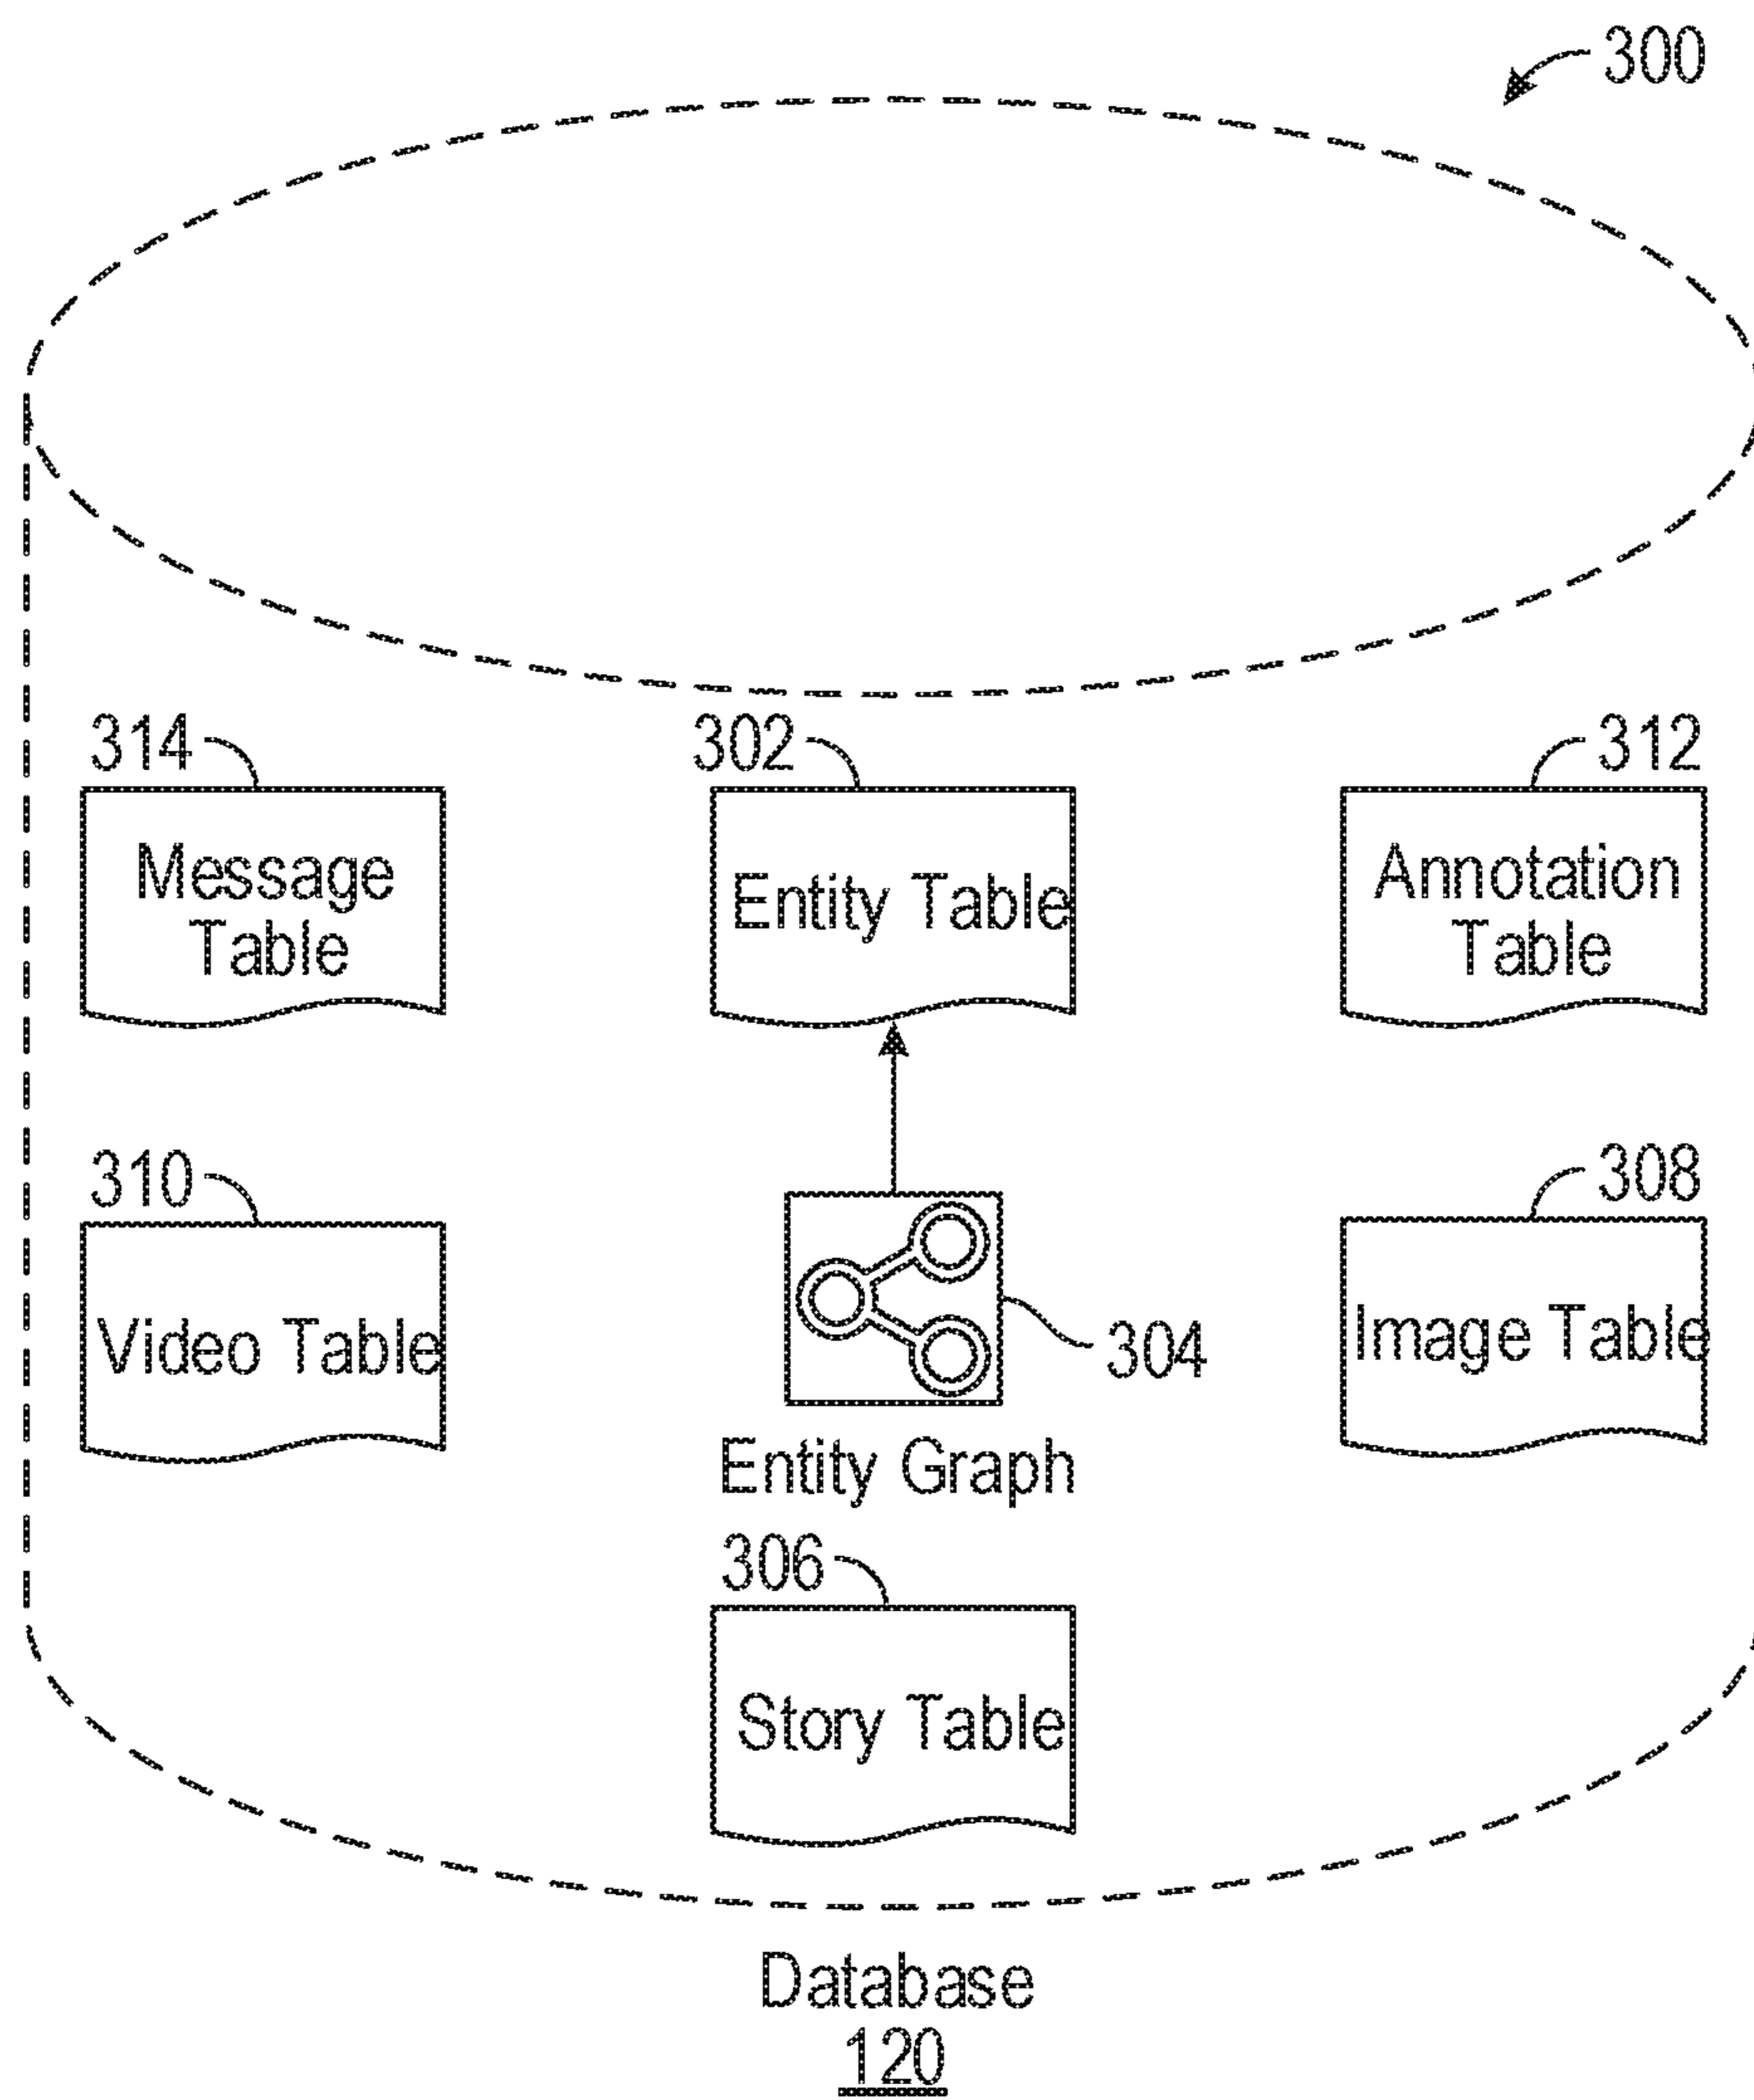 300
314
302
312
Message
Table
Entity Table
Annotation
Table
310
308
Video Table
304
Image Table
Entity Graph
306
Story Table
Database
120